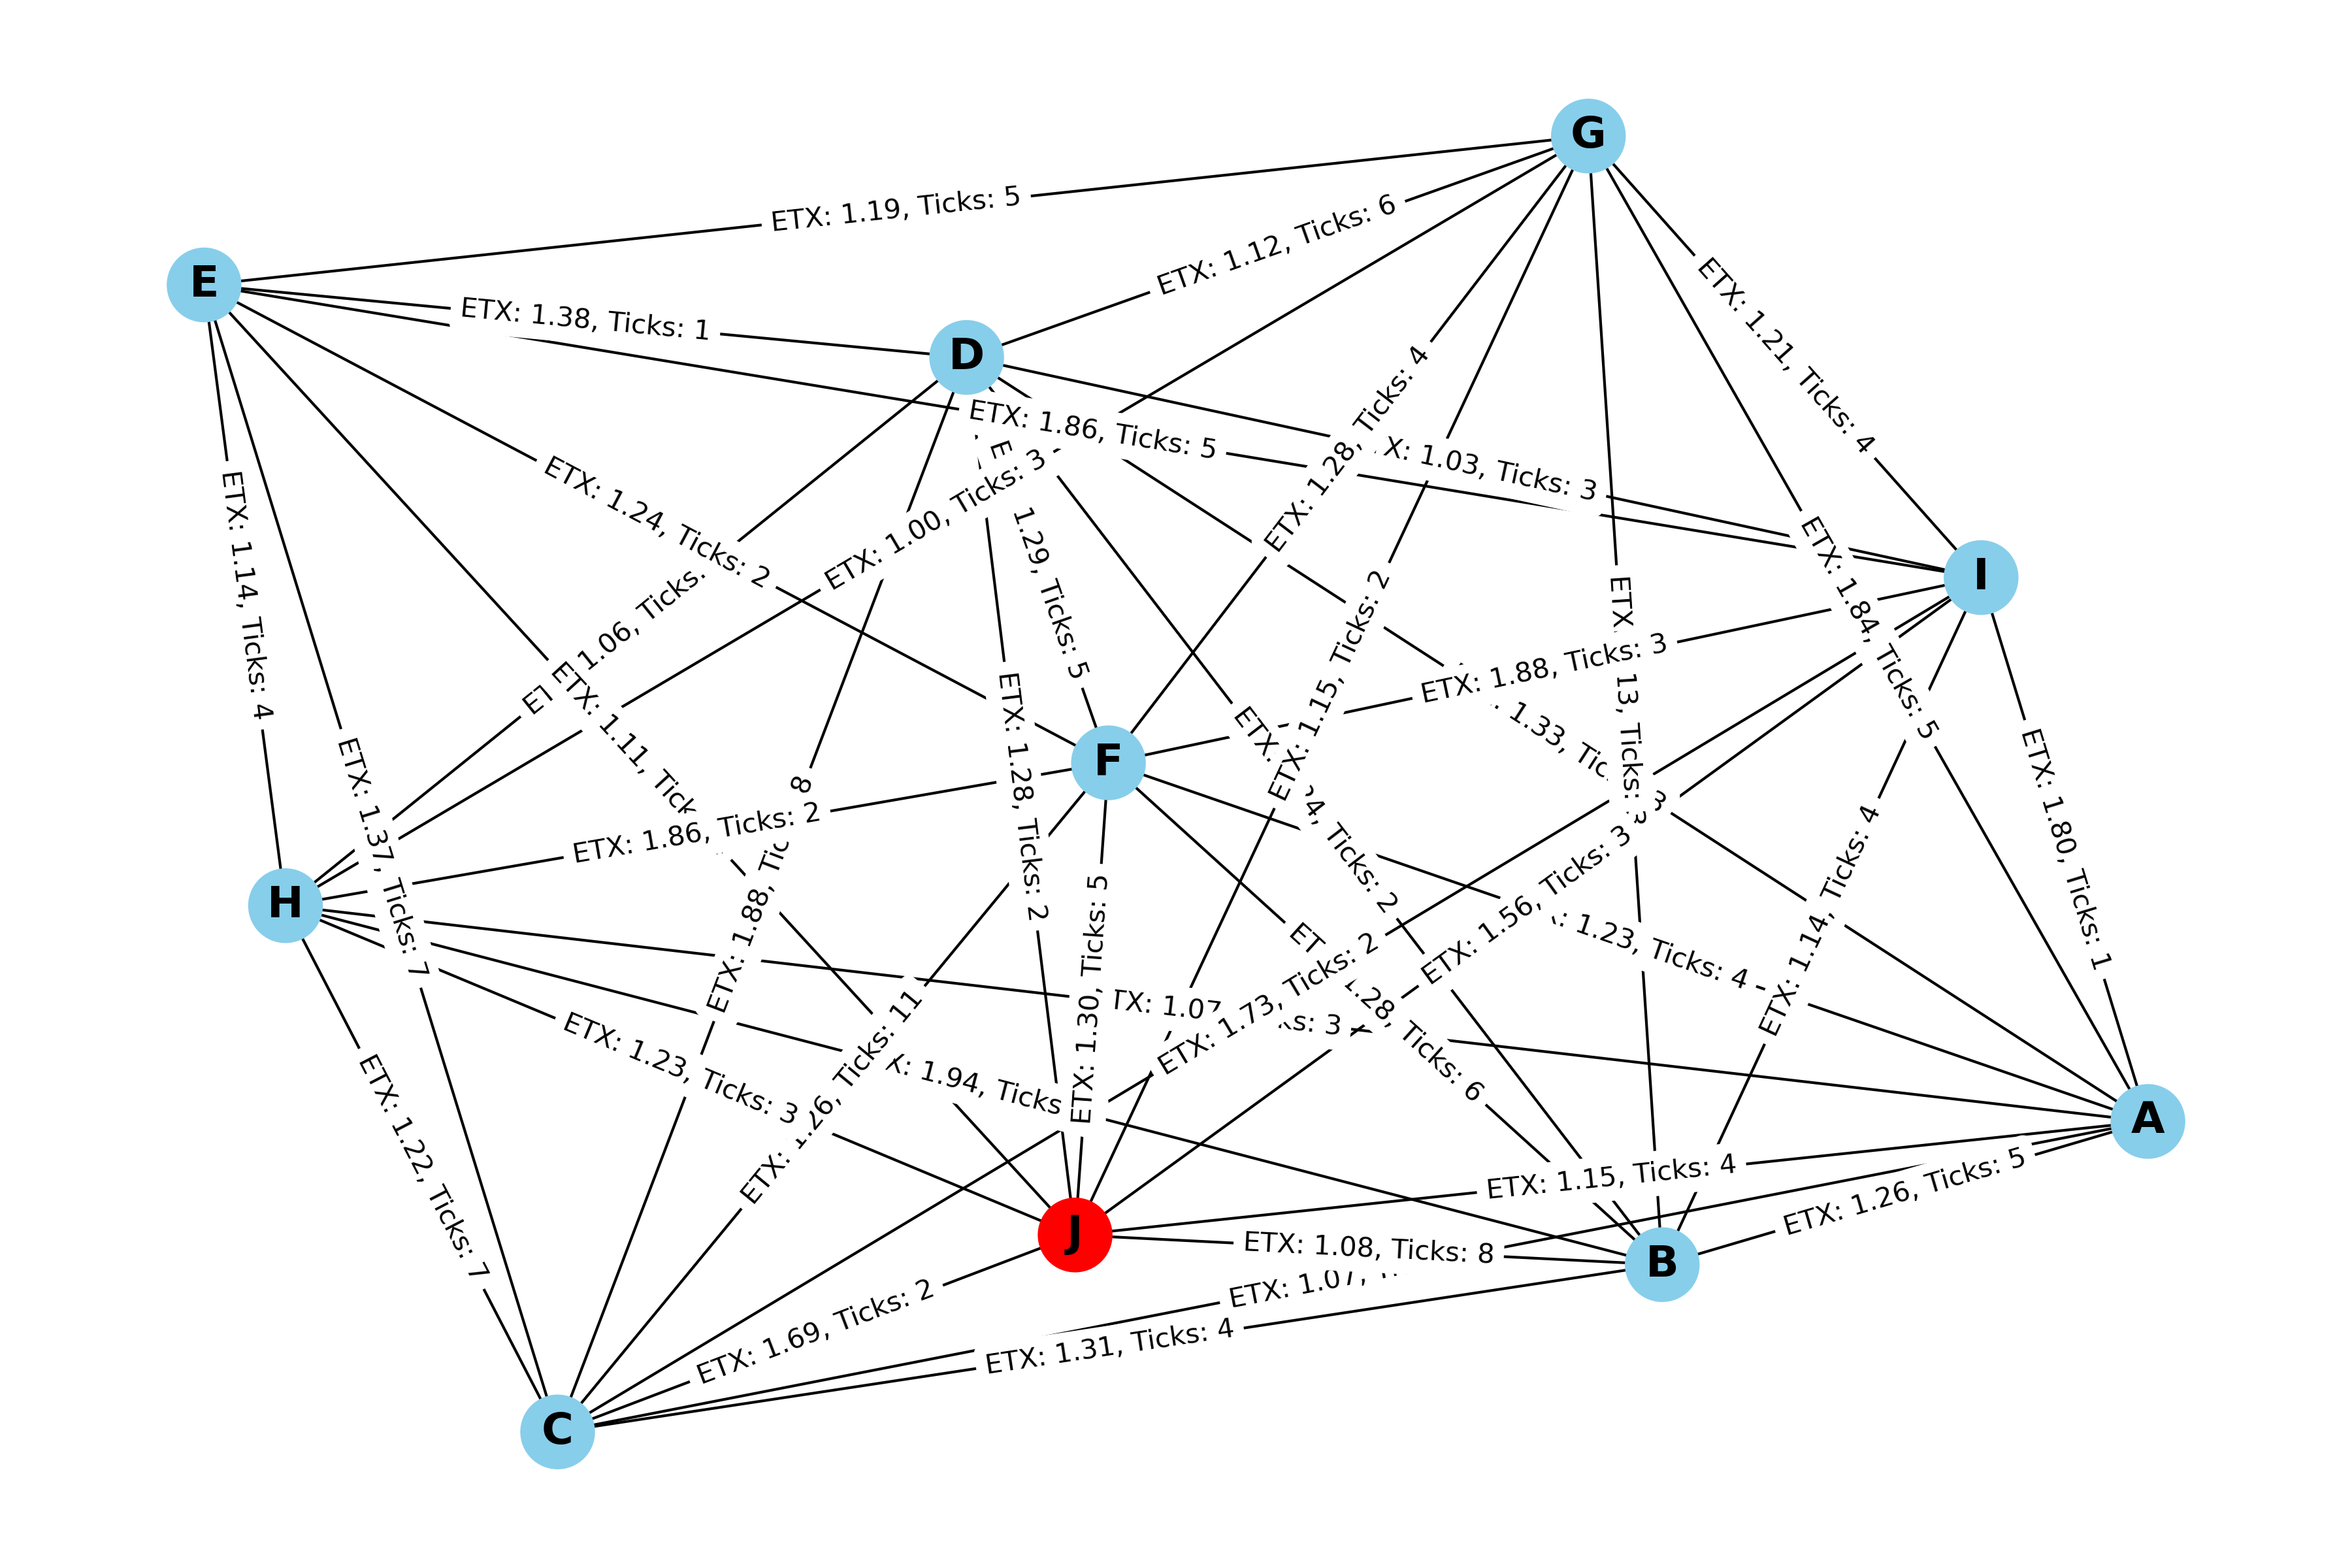 G
ETX: 1.19, Ticks: 5
ETX: 1.12, Ticks: 6
E
ETX: 1.38, Ticks: 1
D
ETX: 1.21, Ticks: 4
ETX: 1.86, Ticks: 5
1.03, Ticks: 3
ETX: 1.28, Ticks: 4
ETX: 1.24, Ticks: 2
ETX: 1.00, Ticks: 3
1.29, Ticks: 5
I
ETX: 1.14, Ticks: 4
1.06, Ticks:
ETX: 1.88, Ticks: 3
ETX: 1.84, Ticks: 5
ETX: 1.15, Ticks: 2
ETX: 1.11,
1.33,
Ticks: 3
F
ETX: 1.28, Ticks: 2
Ticks: 2
ETX: 1.86, Ticks: 2
ETX: 1.37, Ticks: 7
ETX: 1.88, 8
ETX: 1.80, Ticks: 1
H
ETX: 1.56, Ticks: 3
1.23, Ticks: 4
ETX: 1.14, Ticks: 4
ETX: 1.30, Ticks: 5
ETX: 1.73, Ticks: 2
1.28, Ticks: 6
ETX: 1.23, Ticks: 3
1.94, Ticks
ETX: 1.26, Ticks: 11
A
ETX: 1.22, Ticks: 7
ETX: 1.15, Ticks: 4
ETX: 1.26, Ticks: 5
J
ETX: 1.08, Ticks: 8
B
ETX: 1.07,
ETX: 1.69, Ticks: 2
ETX: 1.31, Ticks: 4
C